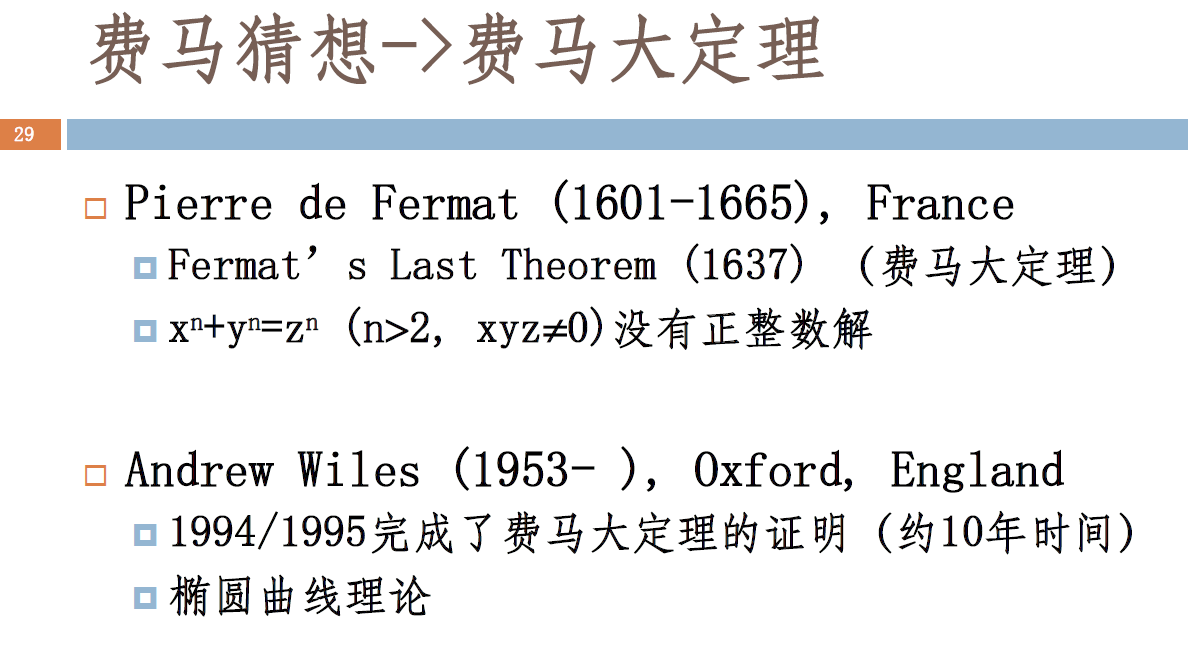 费马猜想->费马大定理
29
Pierre de Fermat (1601-1665), France
Fermat’s Last Theorem (1637) (费马大定理)
xⁿ+yⁿ=zⁿ (n>2, xyz≠0)没有正整数解
Andrew Wiles (1953- ), Oxford, England
1994/1995完成了费马大定理的证明 (约10年时间)
椭圆曲线理论